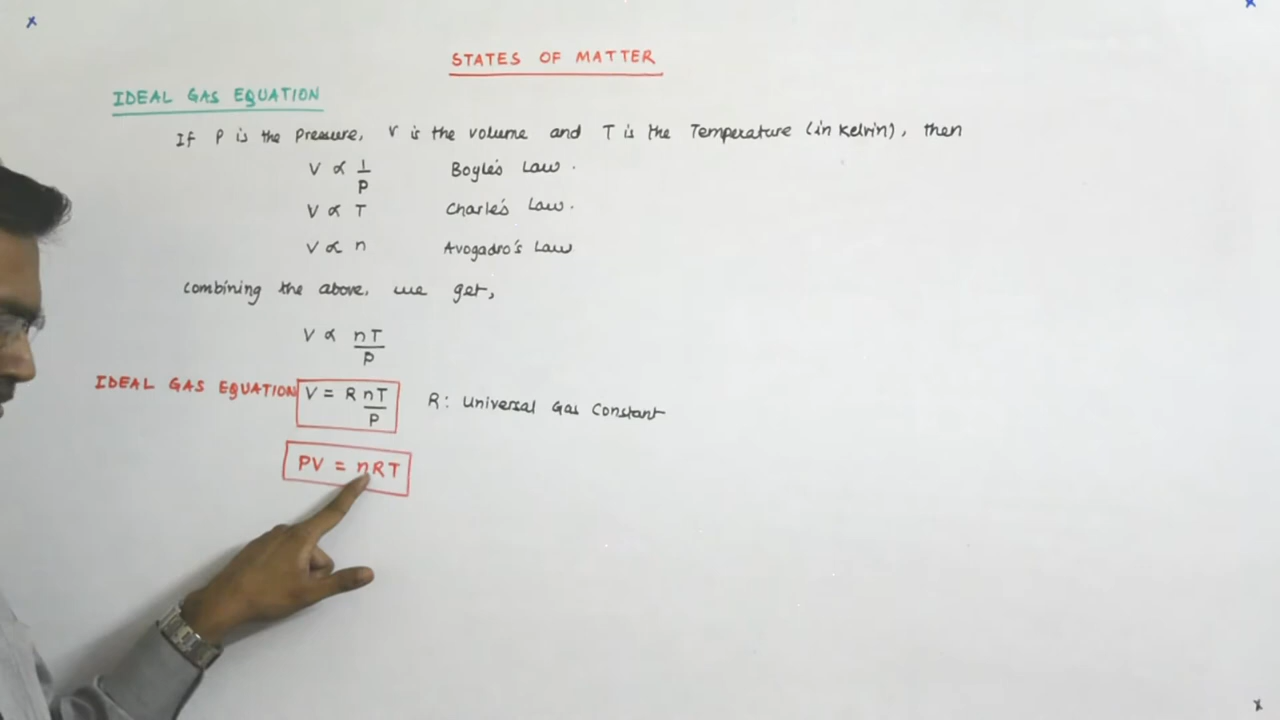 STATES OF MATTER
IDEAL GAS EQUATION
If P is the Pressure, V is the volume and T is the Temperature (in Kelvin), then
V ∝ 1/P Boyle's Law.
V ∝ T Charle's Law.
V ∝ n Avogadro's Law
combining the above, we get,
V ∝ nT/P
IDEAL GAS EQUATION V = R nT/P R: Universal Gas Constant
PV = nRT